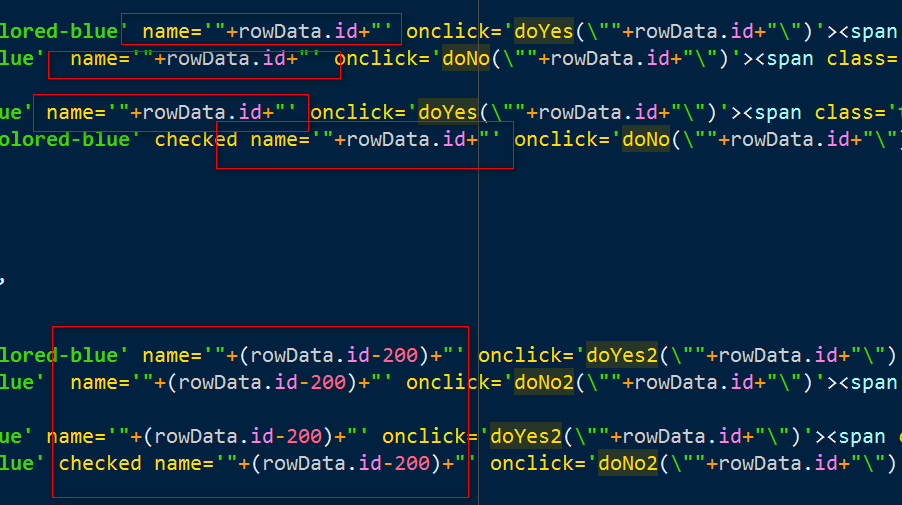 lored-blue' name='"+rowData.id+"' onclick='doYes(\""+rowData.id+"\")'><span
lue'   name='"+rowData.id+"' onclick='doNo(\""+rowData.id+"\")'><span class=
ue' name='"+rowData.id+"' onclick='doYes(\""+rowData.id+"\")'><span class='t
olored-blue' checked name='"+rowData.id+"' onclick='doNo(\""+rowData.id+"\")
,
lored-blue' name='"+(rowData.id-200)+"' onclick='doYes2(\""+rowData.id+"\")
lue'   name='"+(rowData.id-200)+"' onclick='doNo2(\""+rowData.id+"\")'><span
ue' name='"+(rowData.id-200)+"' onclick='doYes2(\""+rowData.id+"\")'><span c
lue' checked name='"+(rowData.id-200)+"' onclick='doNo2(\""+rowData.id+"\")